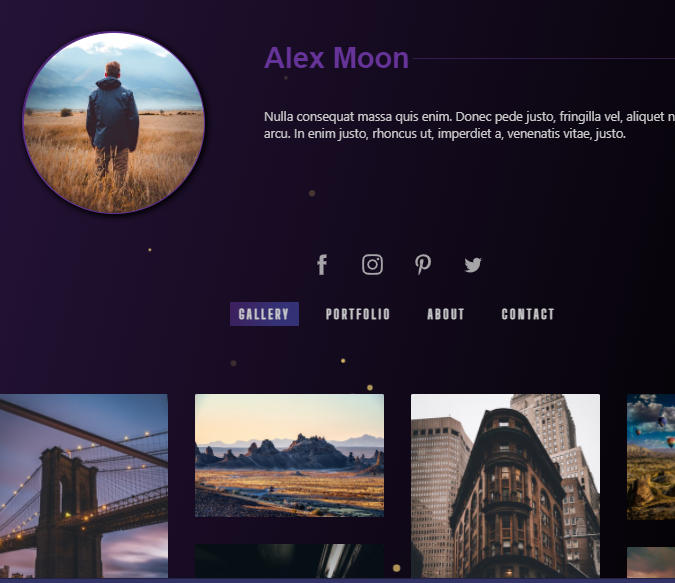 Alex Moon
Nulla consequat massa quis enim. Donec pede justo, fringilla vel, aliquet n
arcu. In enim justo, rhoncus ut, imperdiet a, venenatis vitae, justo.
GALLERY PORTFOLIO ABOUT CONTACT